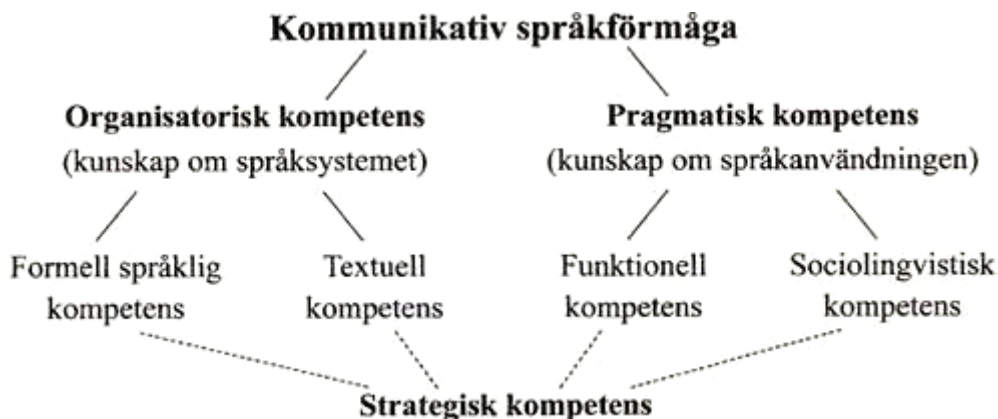 Kommunikativ språkförmåga
Organisatorisk kompetens
(kunskap om språksystemet)
Pragmatisk kompetens
(kunskap om språkanvändningen)
Formell språklig
kompetens
Textuell
kompetens
Funktionell
kompetens
Sociolingvistisk
kompetens
Strategisk kompetens